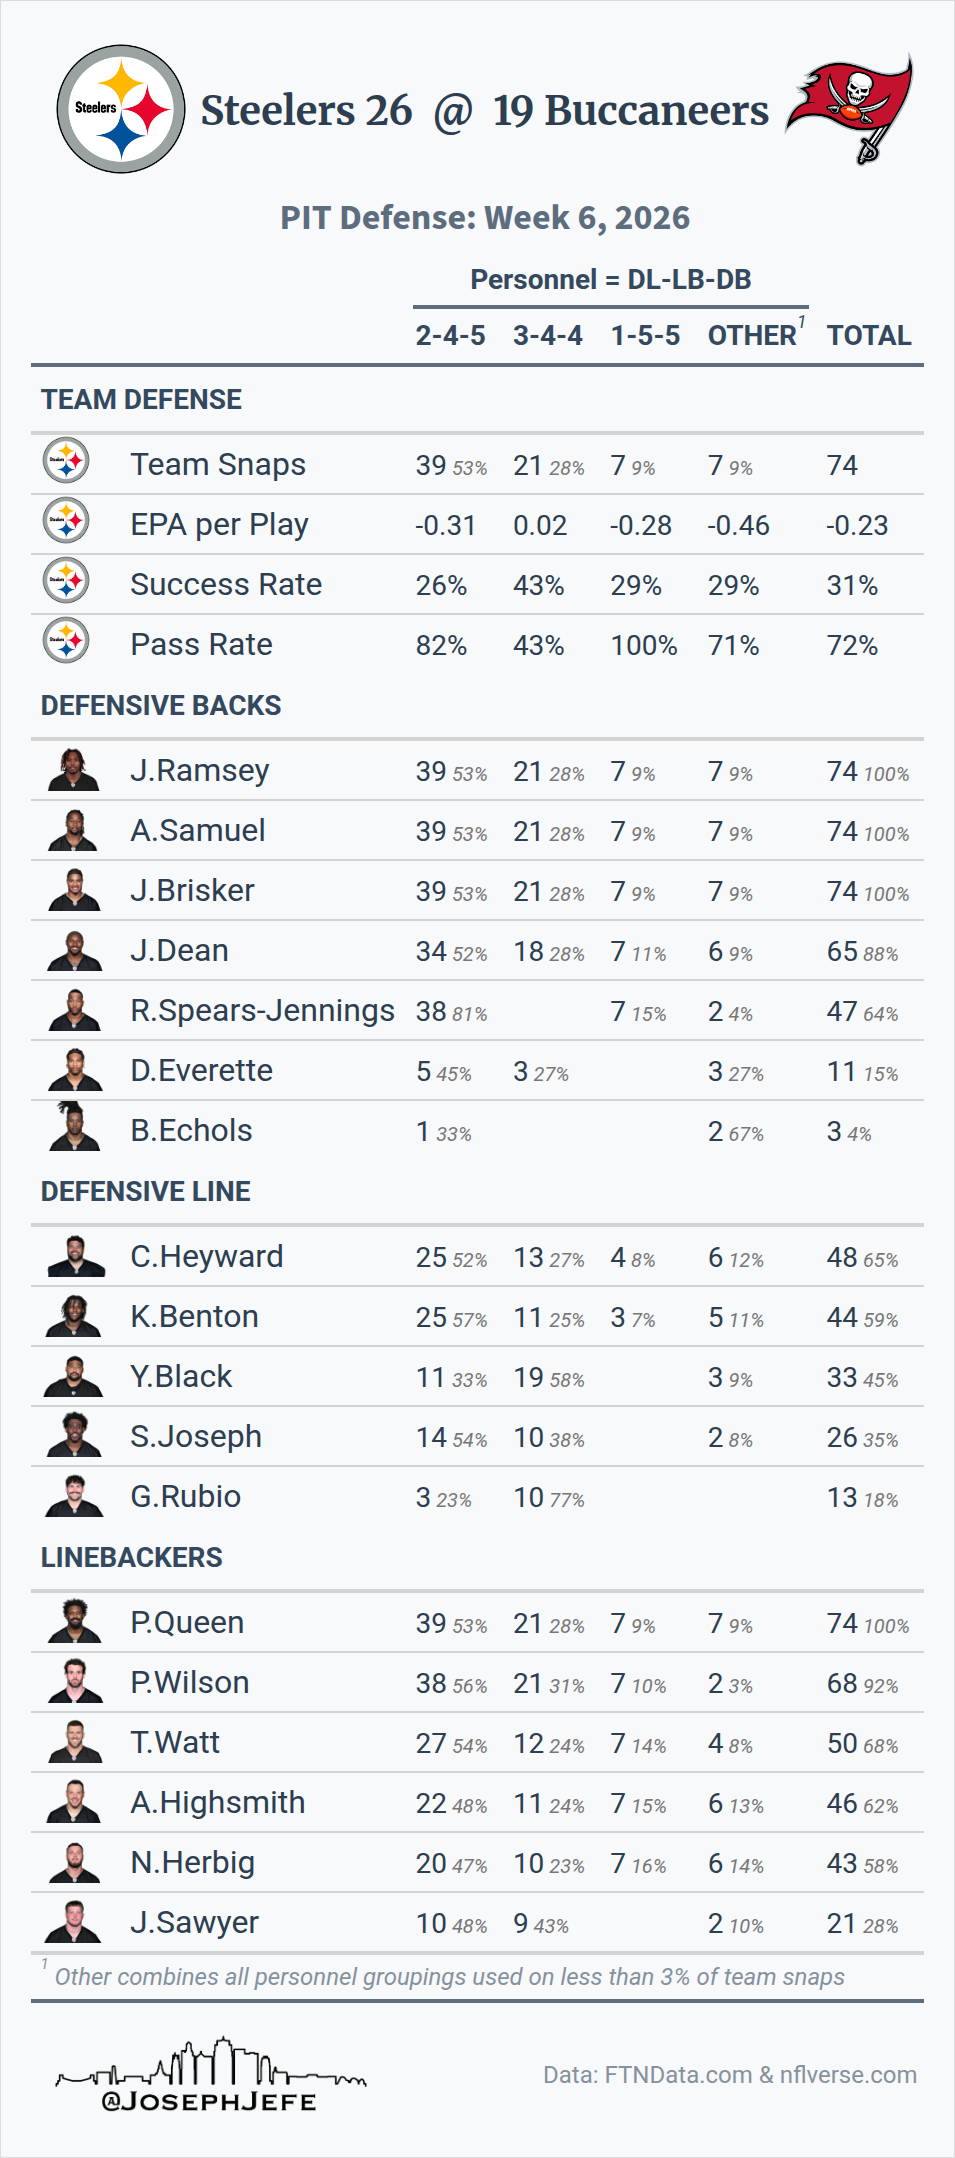 Steelers
Steelers 26 @ 19 Buccaneers
PIT Defense: Week 6, 2026
Personnel = DL-LB-DB
2-4-5 3-4-4 1-5-5 OTHER1 TOTAL
TEAM DEFENSE
Team Snaps 39 53% 21 28% 7 9% 7 9% 74
EPA per Play -0.31 0.02 -0.28 -0.46 -0.23
Success Rate 26% 43% 29% 29% 31%
Pass Rate 82% 43% 100% 71% 72%
DEFENSIVE BACKS
J.Ramsey 39 53% 21 28% 7 9% 7 9% 74 100%
A.Samuel 39 53% 21 28% 7 9% 7 9% 74 100%
J.Brisker 39 53% 21 28% 7 9% 7 9% 74 100%
J.Dean 34 52% 18 28% 7 11% 6 9% 65 88%
R.Spears-Jennings 38 81% 7 15% 2 4% 47 64%
D.Everette 5 45% 3 27% 3 27% 11 15%
B.Echols 1 33% 2 67% 3 4%
DEFENSIVE LINE
C.Heyward 25 52% 13 27% 4 8% 6 12% 48 65%
K.Benton 25 57% 11 25% 3 7% 5 11% 44 59%
Y.Black 11 33% 19 58% 3 9% 33 45%
S.Joseph 14 54% 10 38% 2 8% 26 35%
G.Rubio 3 23% 10 77% 13 18%
LINEBACKERS
P.Queen 39 53% 21 28% 7 9% 7 9% 74 100%
P.Wilson 38 56% 21 31% 7 10% 2 3% 68 92%
T.Watt 27 54% 12 24% 7 14% 4 8% 50 68%
A.Highsmith 22 48% 11 24% 7 15% 6 13% 46 62%
N.Herbig 20 47% 10 23% 7 16% 6 14% 43 58%
J.Sawyer 10 48% 9 43% 2 10% 21 28%
1 Other combines all personnel groupings used on less than 3% of team snaps
@JOSEPHJEFE
Data: FTNData.com & nflverse.com